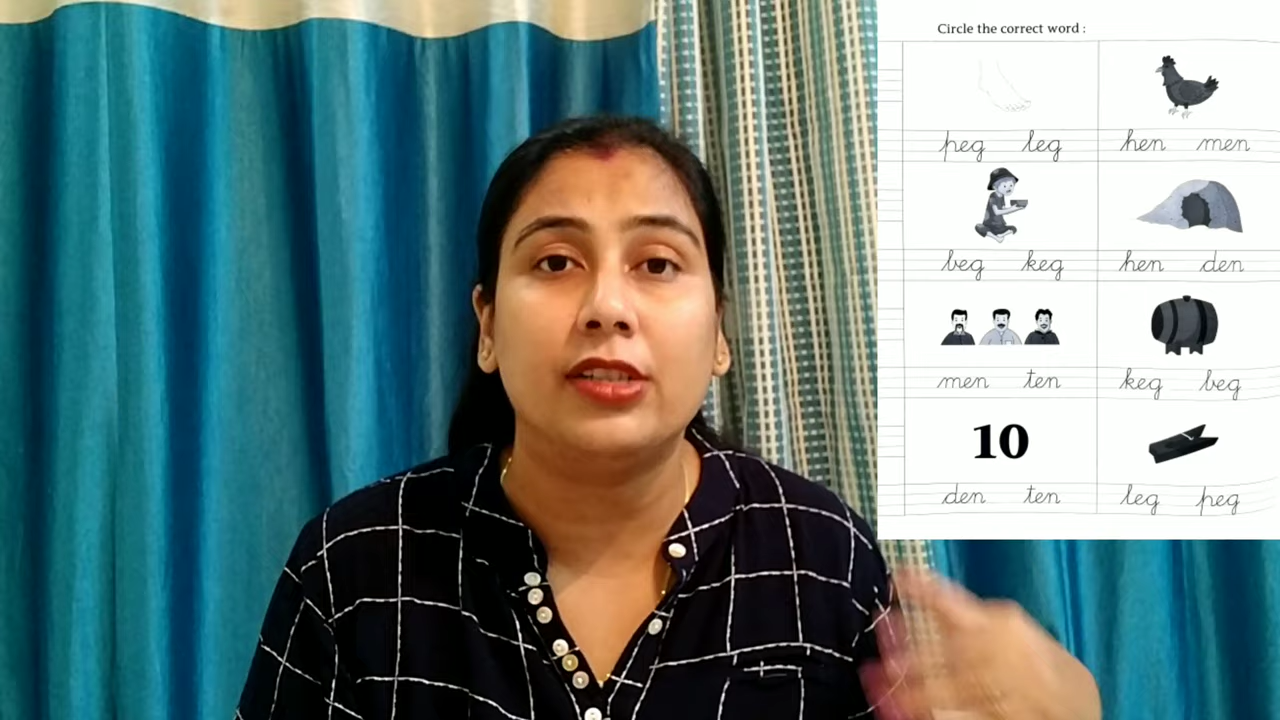 Circle the correct word :
peg leg hen men
beg keg hen den
men ten keg beg
10
den ten leg peg